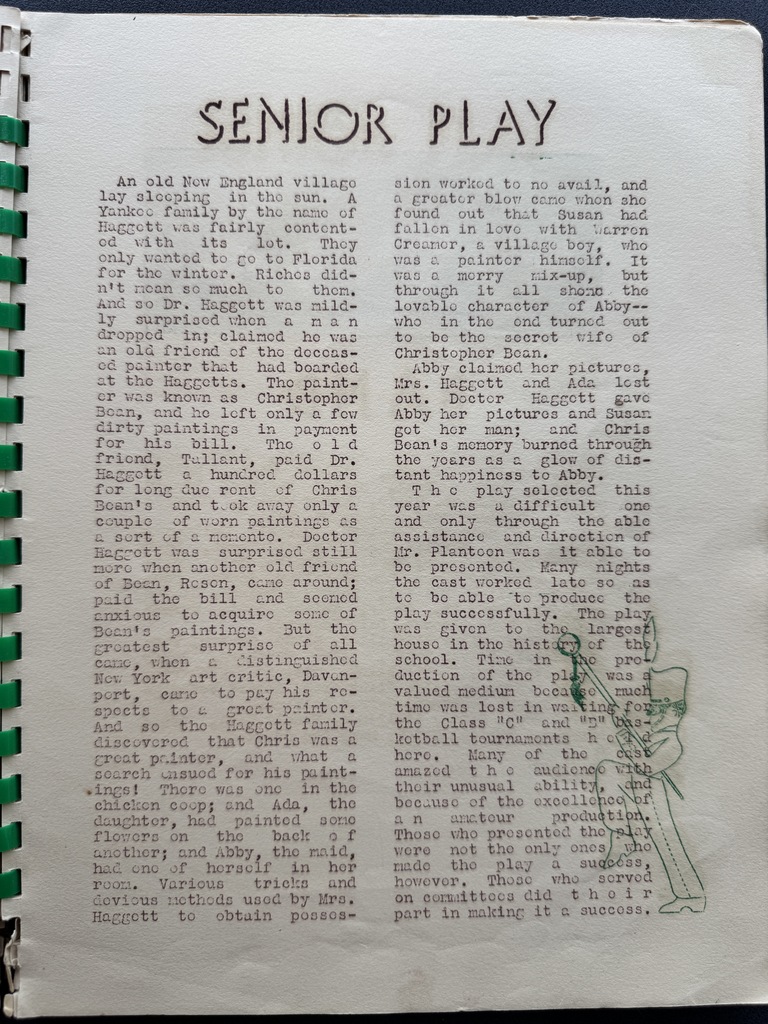 SENIOR PLAY
An old New England village
lay sleeping in the sun. A
Yankee family by the name of
Haggett was fairly content-
ed with its lot. They
only wanted to go to Florida
for the winter. Riches did-
n't mean so much to them.
And so Dr. Haggett was mild-
ly surprised when a man
dropped in; claimed he was
an old friend of the deceas-
ed painter that had boarded
at the Haggetts. The paint-
er was known as Christopher
Bean, and he left only a few
dirty paintings in payment
for his bill. The old
friend, Tallant, paid Dr.
Haggett a hundred dollars
for long due rent of Chris
Bean's and took away only a
couple of worn paintings as
a sort of a memento. Doctor
Haggett was surprised still
more when another old friend
of Bean, Rosen, came around;
paid the bill and seemed
anxious to acquire some of
Bean's paintings. But the
greatest surprise of all
came, when a distinguished
New York art critic, Daven-
port, came to pay his re-
spects to a great painter.
And so the Haggett family
discovered that Chris was a
great painter, and what a
search ensued for his paint-
ings! There was one in the
chicken coop; and Ada, the
daughter, had painted some
flowers on the back of
another; and Abby, the maid,
had one of herself in her
room. Various tricks and
devious methods used by Mrs.
Haggett to obtain posses-
sion worked to no avail, and
a greater blow came when she
found out that Susan had
fallen in love with Warren
Creamer, a village boy, who
was a painter himself. It
was a merry mix-up, but
through it all shone the
lovable character of Abby--
who in the end turned out
to be the secret wife of
Christopher Bean.
Abby claimed her pictures,
Mrs. Haggett and Ada lost
out. Doctor Haggett gave
Abby her pictures and Susan
got her man; and Chris
Bean's memory burned through
the years as a glow of dis-
tant happiness to Abby.
The play selected this
year was a difficult one
and only through the able
assistance and direction of
Mr. Planteen was it able to
be presented. Many nights
the cast worked late so as
to be able to produce the
play successfully. The play
was given to the largest
house in the history of the
school. Time in the pro-
duction of the play was a
valued medium because much
time was lost in waiting for
the Class "C" and "D" bas-
ketball tournaments held
here. Many of the cast
amazed the audience with
their unusual ability, and
because of the excellence of
an amateur production.
Those who presented the play
were not the only ones who
made the play a success,
however. Those who served
on committees did their
part in making it a success.